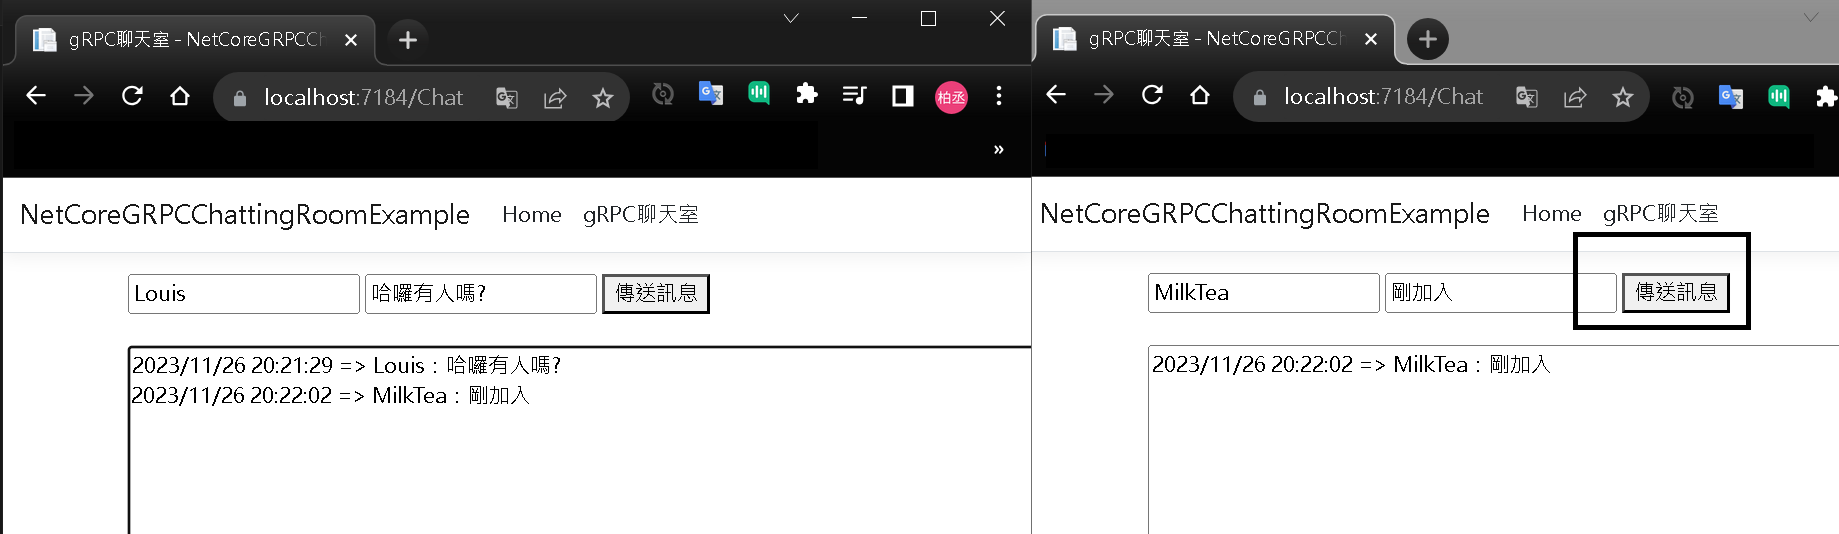 gRPC聊天室 - NetCoreGRPCCh
localhost:7184/Chat
柏丞
»
NetCoreGRPCChattingRoomExample Home gRPC聊天室
Louis 哈囉有人嗎? 傳送訊息
2023/11/26 20:21:29 => Louis：哈囉有人嗎?
2023/11/26 20:22:02 => MilkTea：剛加入
gRPC聊天室 - NetCoreGRPCCh
localhost:7184/Chat
NetCoreGRPCChattingRoomExample Home gRPC聊天室
MilkTea 剛加入 傳送訊息
2023/11/26 20:22:02 => MilkTea：剛加入